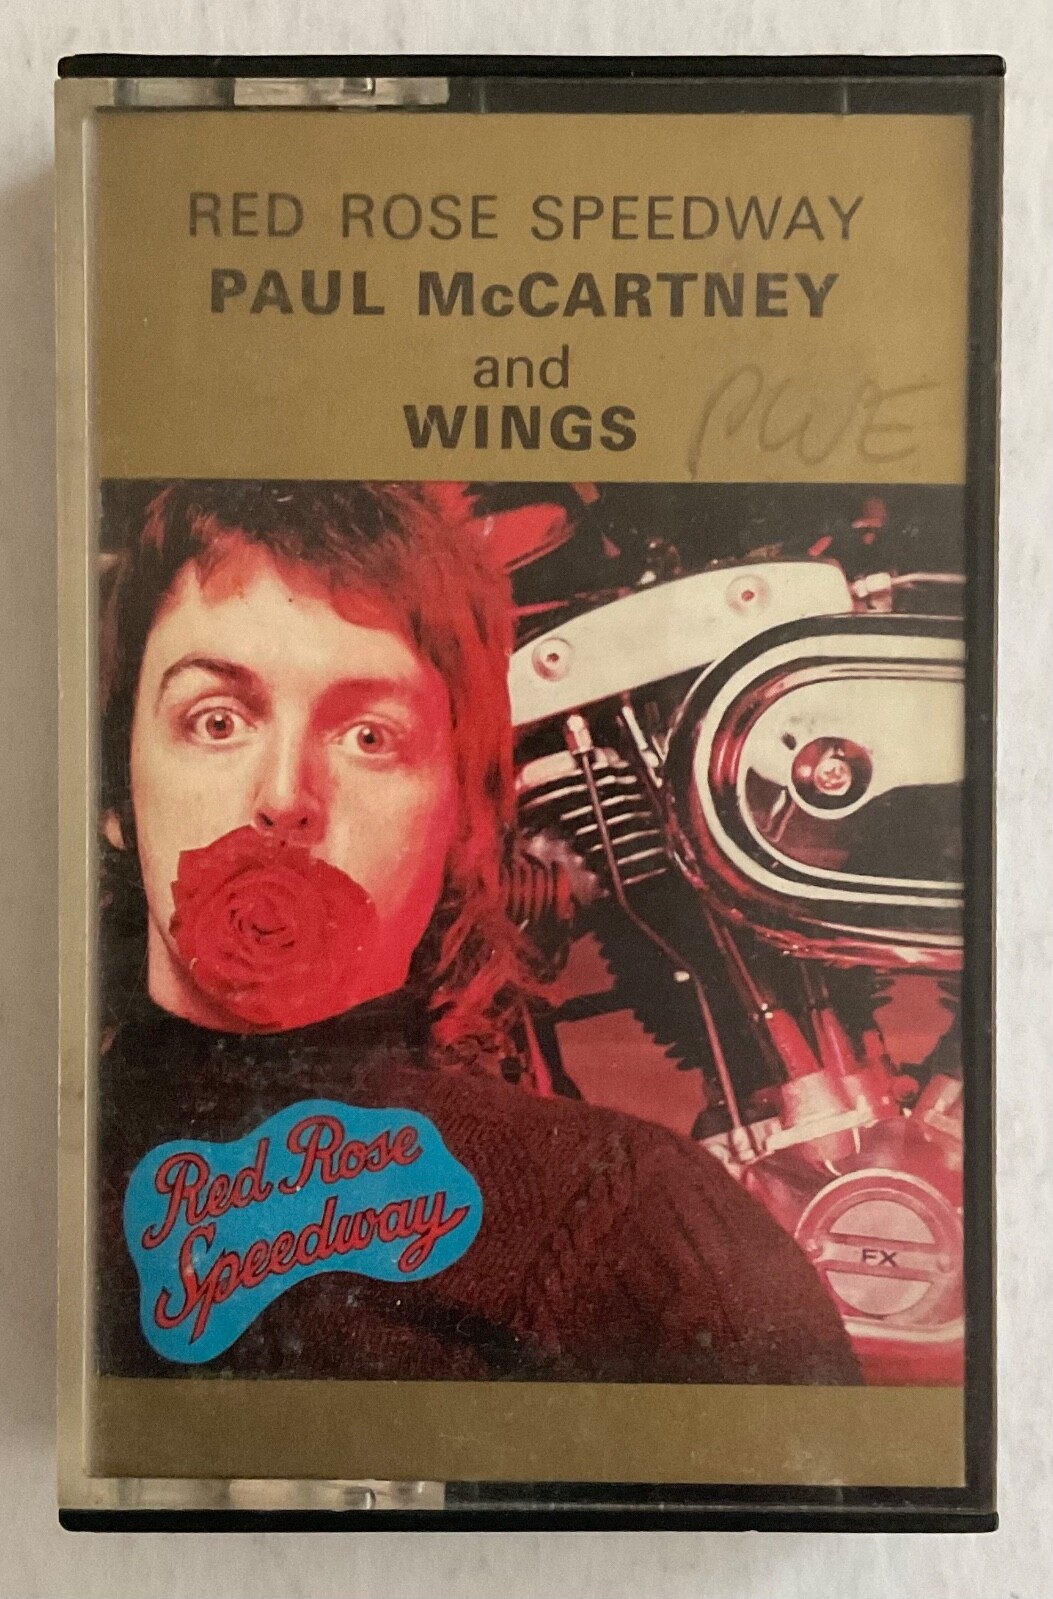 RED ROSE SPEEDWAY
PAUL McCARTNEY
and
WINGS
Red Rose
Speedway
FX